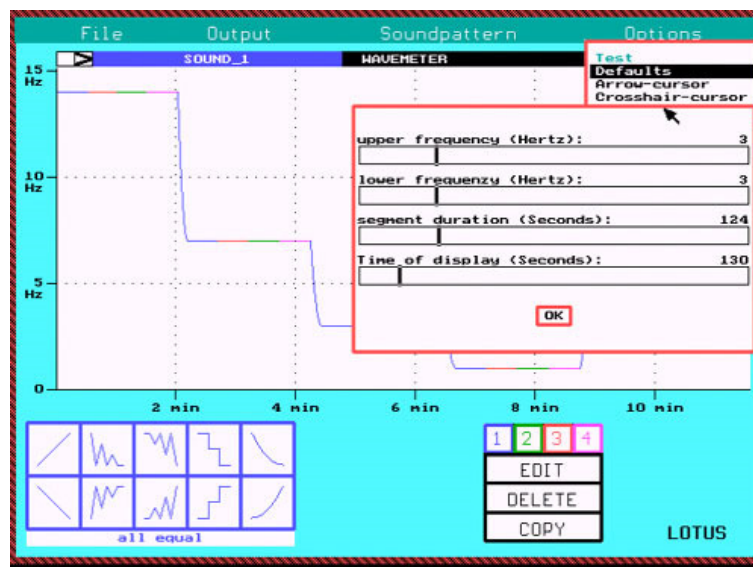 File Output Soundpattern Options
SOUND_1 WAVEMETER
Test
Defaults
Arrow-cursor
Crosshair-cursor
15
Hz
upper frequency (Hertz): 3
10
Hz
lower frequenzy (Hertz): 3
segment duration (Seconds): 124
Time of display (Seconds): 130
5
Hz
OK
0
2 min 4 min 6 min 8 min 10 min
1 2 3 4
EDIT
DELETE
COPY
all equal
LOTUS